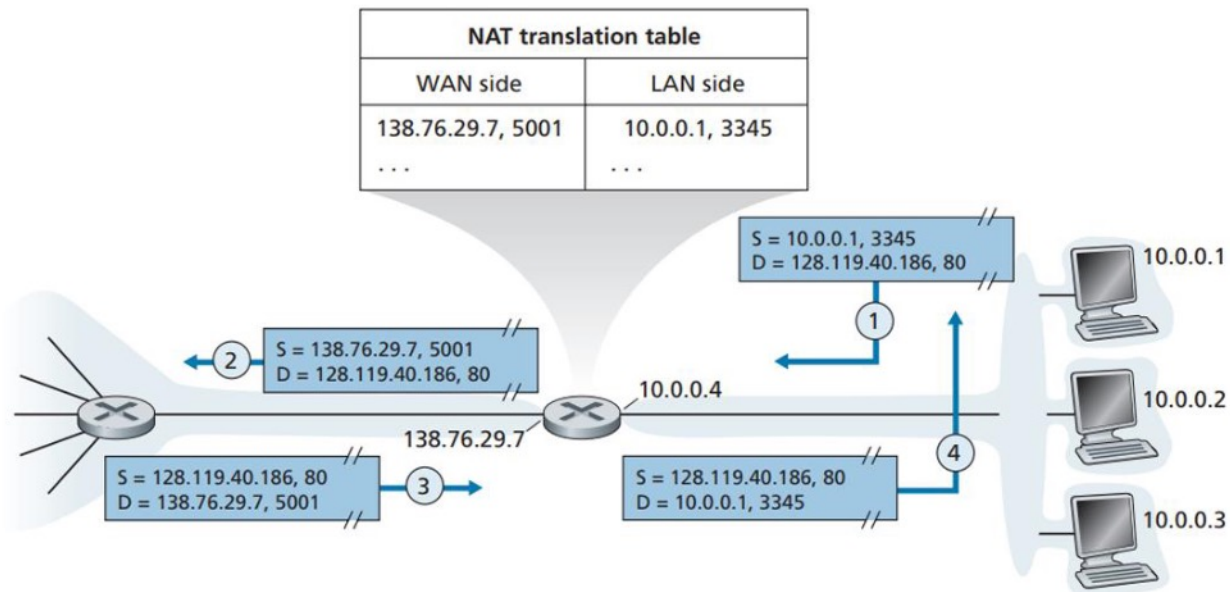 NAT translation table
WAN side LAN side
138.76.29.7, 5001 10.0.0.1, 3345
. . . . . .
S = 10.0.0.1, 3345
D = 128.119.40.186, 80
10.0.0.1
1
2
S = 138.76.29.7, 5001
D = 128.119.40.186, 80
10.0.0.4
10.0.0.2
138.76.29.7
4
S = 128.119.40.186, 80
D = 138.76.29.7, 5001
3
S = 128.119.40.186, 80
D = 10.0.0.1, 3345
10.0.0.3